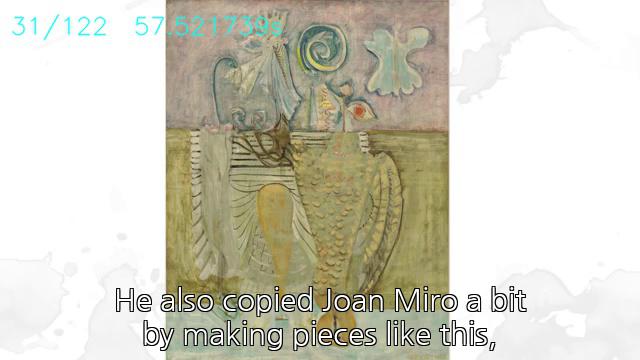 31/122 57.521739s
He also copied Joan Miro a bit
by making pieces like this,